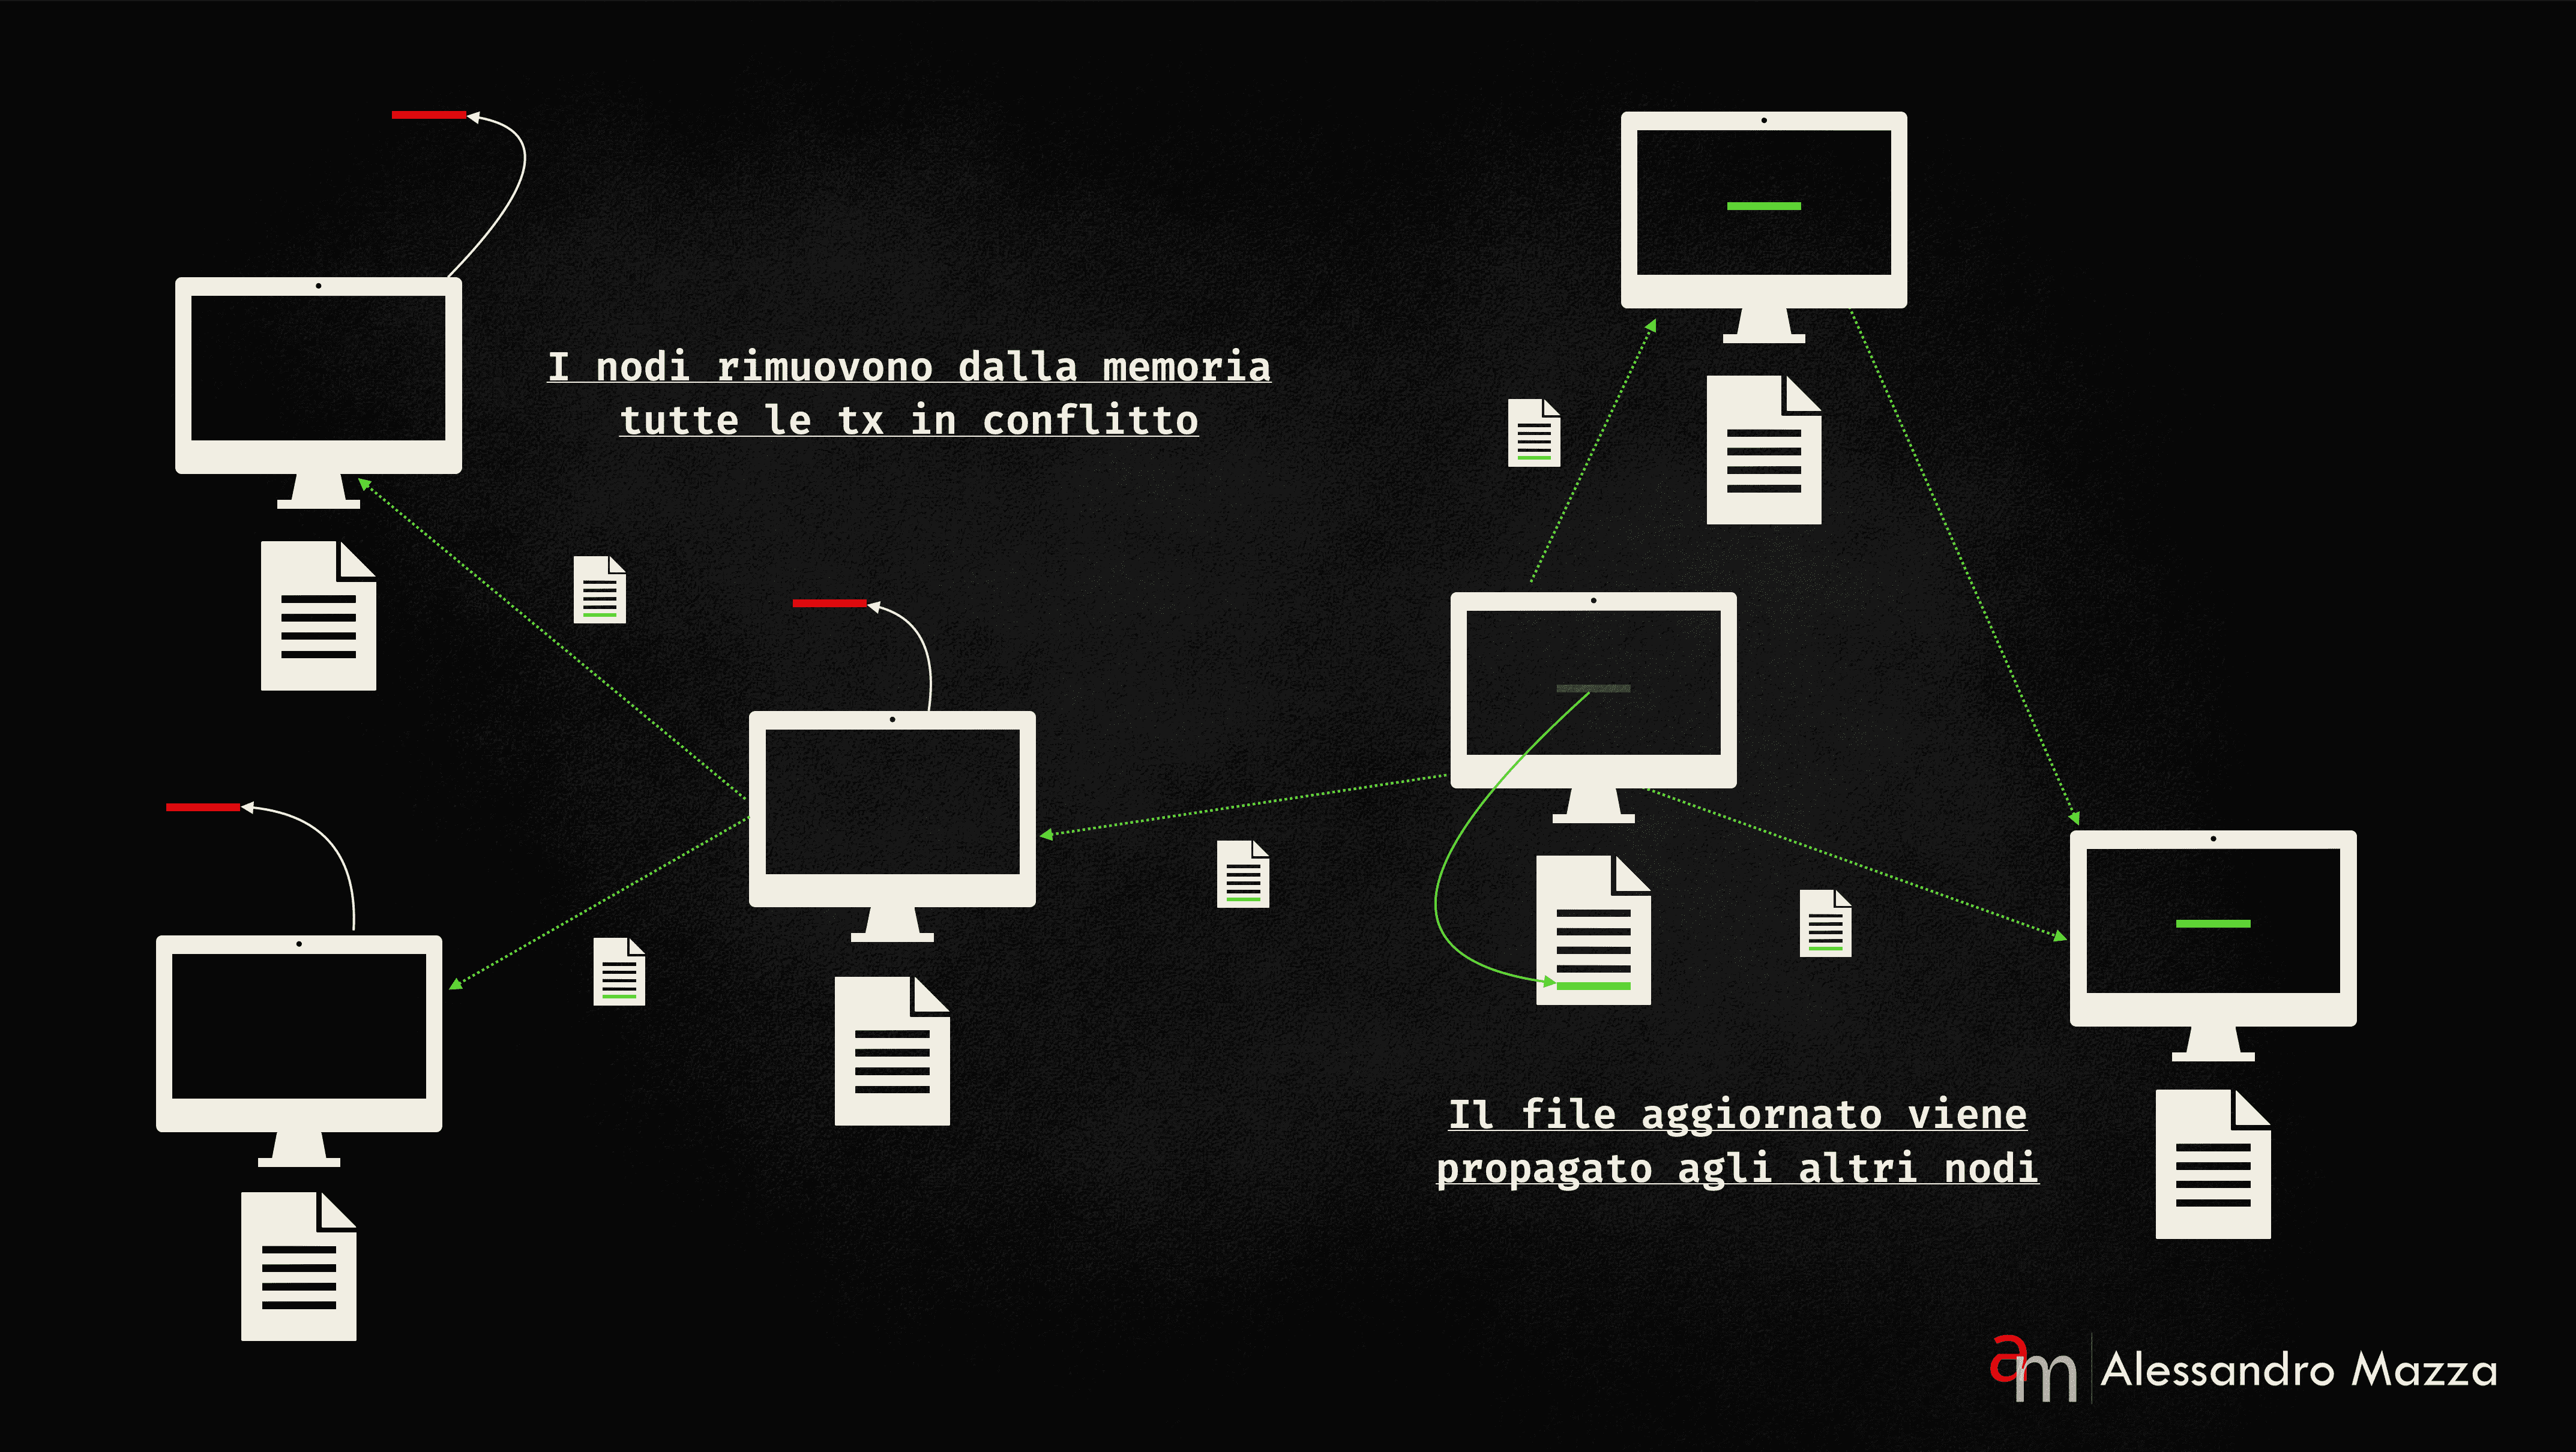 I nodi rimuovono dalla memoria
tutte le tx in conflitto
Il file aggiornato viene
propagato agli altri nodi
am Alessandro Mazza